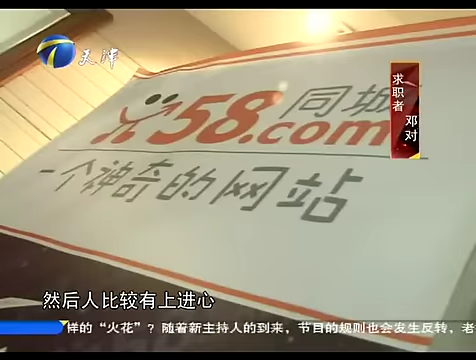 天津
求职者 邓对
58同城
.com
一个神奇的网站
然后人比较有上进心
样的“火花”？随着新主持人的到来，节目的规则也会发生反转，老